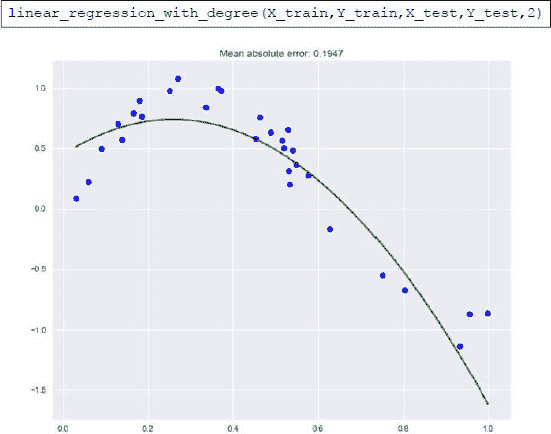 linear_regression_with_degree(X_train,Y_train,X_test,Y_test,2)
Mean absolute error: 0.1947
1.0
0.5
0.0
−0.5
−1.0
−1.5
0.0 0.2 0.4 0.6 0.8 1.0